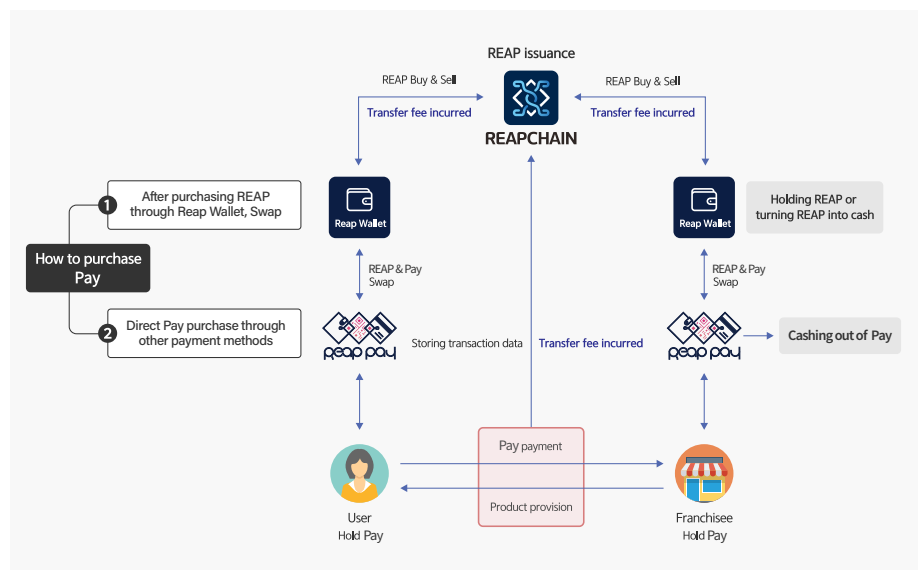 REAP issuance
REAP Buy & Sell
REAP Buy & Sell
Transfer fee incurred
Transfer fee incurred
REAPCHAIN
1
After purchasing REAP
through Reap Wallet, Swap
Reap Wallet
Reap Wallet
Holding REAP or
turning REAP into cash
How to purchase
Pay
REAP & Pay
Swap
REAP & Pay
Swap
2
Direct Pay purchase through
other payment methods
reap pay
Storing transaction data
Transfer fee incurred
reap pay
Cashing out of Pay
Pay payment
Product provision
User
Hold Pay
Franchisee
Hold Pay